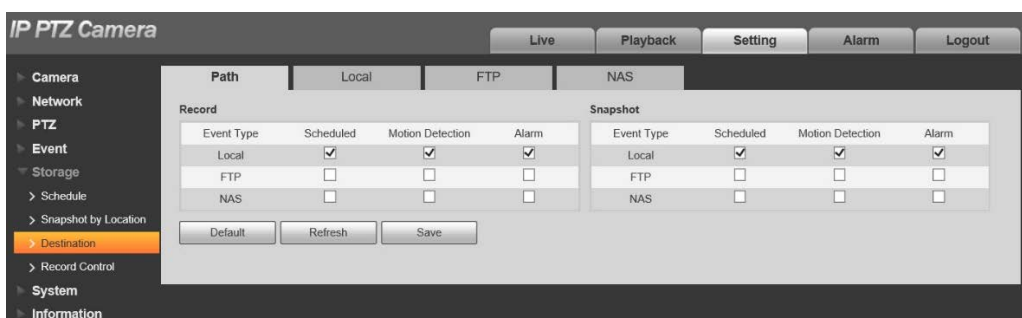 IP PTZ Camera
Live Playback Setting Alarm Logout
Camera
Network
PTZ
Event
Storage
Schedule
Snapshot by Location
Destination
Record Control
System
Information
Path Local FTP NAS
Record
Event Type Scheduled Motion Detection Alarm
Local
FTP
NAS
Snapshot
Event Type Scheduled Motion Detection Alarm
Local
FTP
NAS
Default Refresh Save